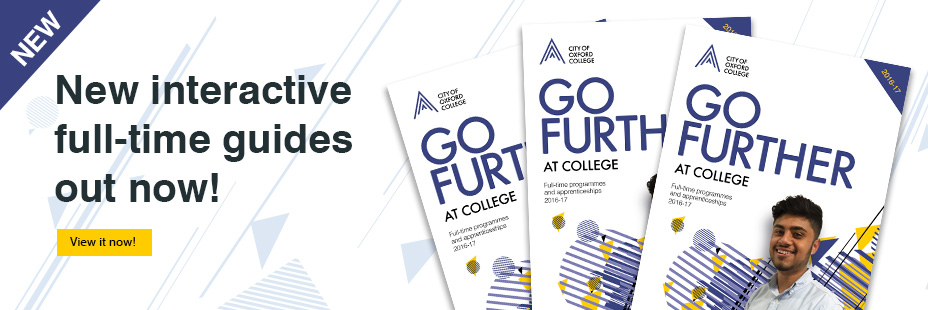 NEW
New interactive
full-time guides
out now!
View it now!
CITY OF
OXFORD
COLLEGE
GO
FURT
AT COLLEGE
Full-time programmes
and apprenticeships
2016-17
CITY OF
OXFORD
COLLEGE
GO
FURTH
AT COLLEGE
Full-time programmes
and apprenticeships
2016-17
CITY OF
OXFORD
COLLEGE
2016-17
GO
FURTHER
AT COLLEGE
Full-time programmes
and apprenticeships
2016-17